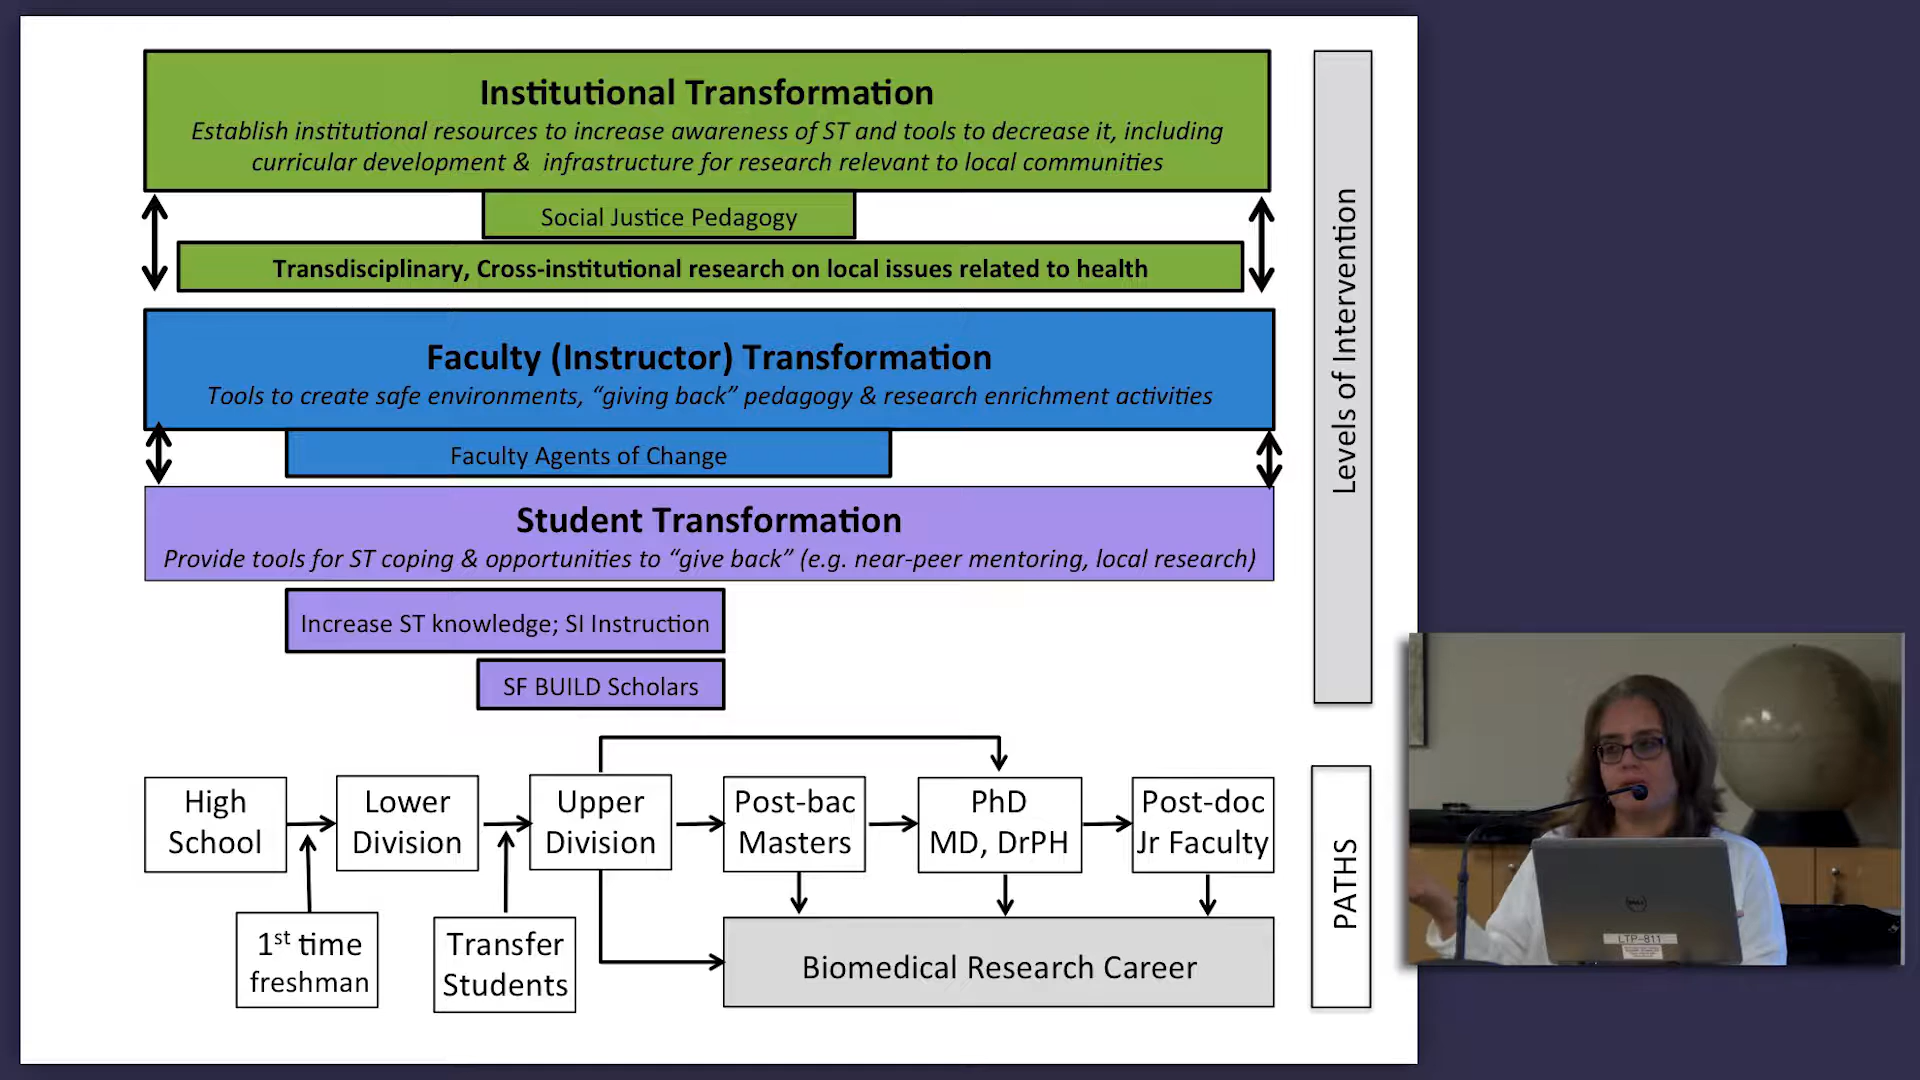 Institutional Transformation
Establish institutional resources to increase awareness of ST and tools to decrease it, including
curricular development & infrastructure for research relevant to local communities
Social Justice Pedagogy
Transdisciplinary, Cross-institutional research on local issues related to health
Faculty (Instructor) Transformation
Tools to create safe environments, “giving back” pedagogy & research enrichment activities
Faculty Agents of Change
Student Transformation
Provide tools for ST coping & opportunities to “give back” (e.g. near-peer mentoring, local research)
Increase ST knowledge; SI Instruction
SF BUILD Scholars
Levels of Intervention
High
School
Lower
Division
Upper
Division
Post-bac
Masters
PhD
MD, DrPH
Post-doc
Jr Faculty
1st time
freshman
Transfer
Students
Biomedical Research Career
PATHS
DELL
LTP-811